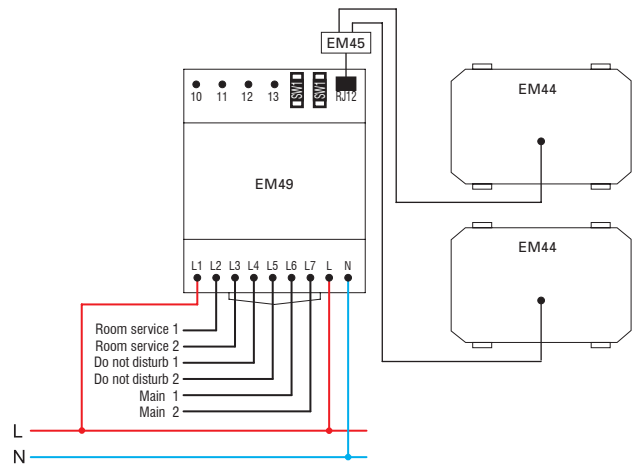 EM45
10 11 12 13 SW1 SW1 RJ12
EM44
EM49
EM44
L1 L2 L3 L4 L5 L6 L7 L N
Room service 1
Room service 2
Do not disturb 1
Do not disturb 2
Main 1
Main 2
L
N